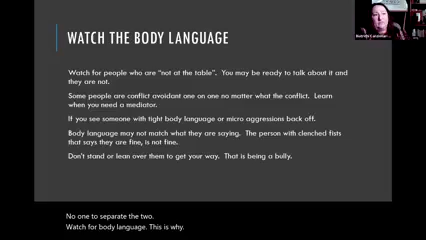 WATCH THE BODY LANGUAGE
Watch for people who are “not at the table”. You may be ready to talk about it and
they are not.
Some people are conflict avoidant one on one no matter what the conflict. Learn
when you need a mediator.
If you see someone with tight body language or micro aggressions back off.
Body language may not match what they are saying. The person with clenched fists
that says they are fine, is not fine.
Don't stand or lean over them to get your way. That is being a bully.
No one to separate the two.
Watch for body language. This is why.